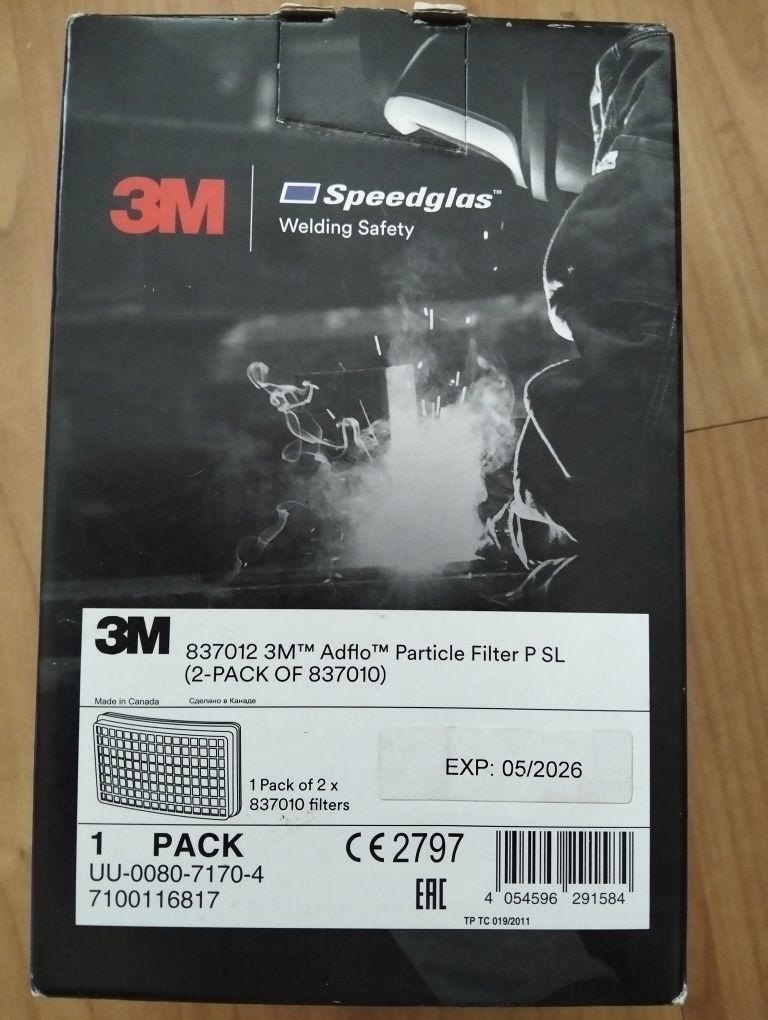 3M
Speedglas™
Welding Safety
3M
837012 3M™ Adflo™ Particle Filter P SL
(2-PACK OF 837010)
Made in Canada Сделано в Канаде
1 Pack of 2 x
837010 filters
EXP: 05/2026
1 PACK
UU-0080-7170-4
7100116817
CE 2797
EAC
TP TC 019/2011
4 054596 291584